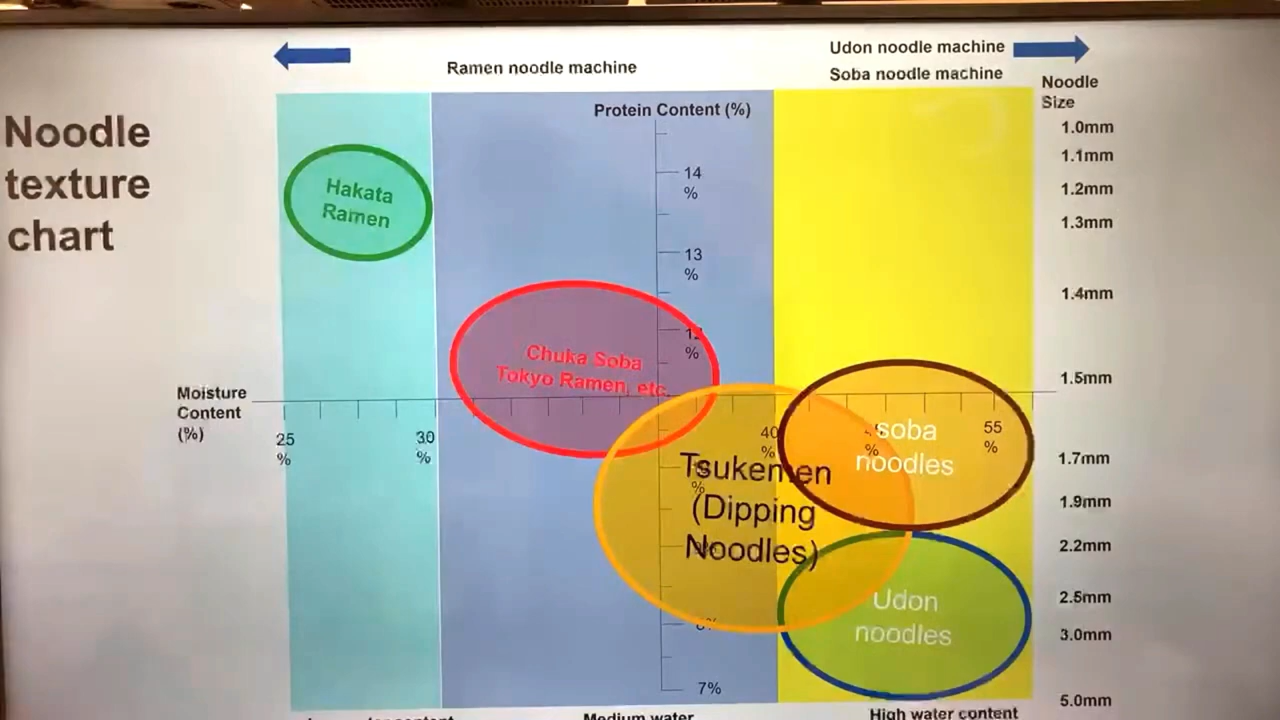 Udon noodle machine
Ramen noodle machine
Soba noodle machine
Noodle
Size
Protein Content (%)
Noodle
texture
chart
1.0mm
1.1mm
1.2mm
1.3mm
1.4mm
1.5mm
1.7mm
1.9mm
2.2mm
2.5mm
3.0mm
5.0mm
14
%
13
%
%
%
7%
Hakata
Ramen
Chuka Soba
Tokyo Ramen, etc.
Moisture
Content
(%)
25
%
30
%
40
%
%
55
%
soba
noodles
Tsukemen
(Dipping
Noodles)
Udon
noodles
Medium water
High water content